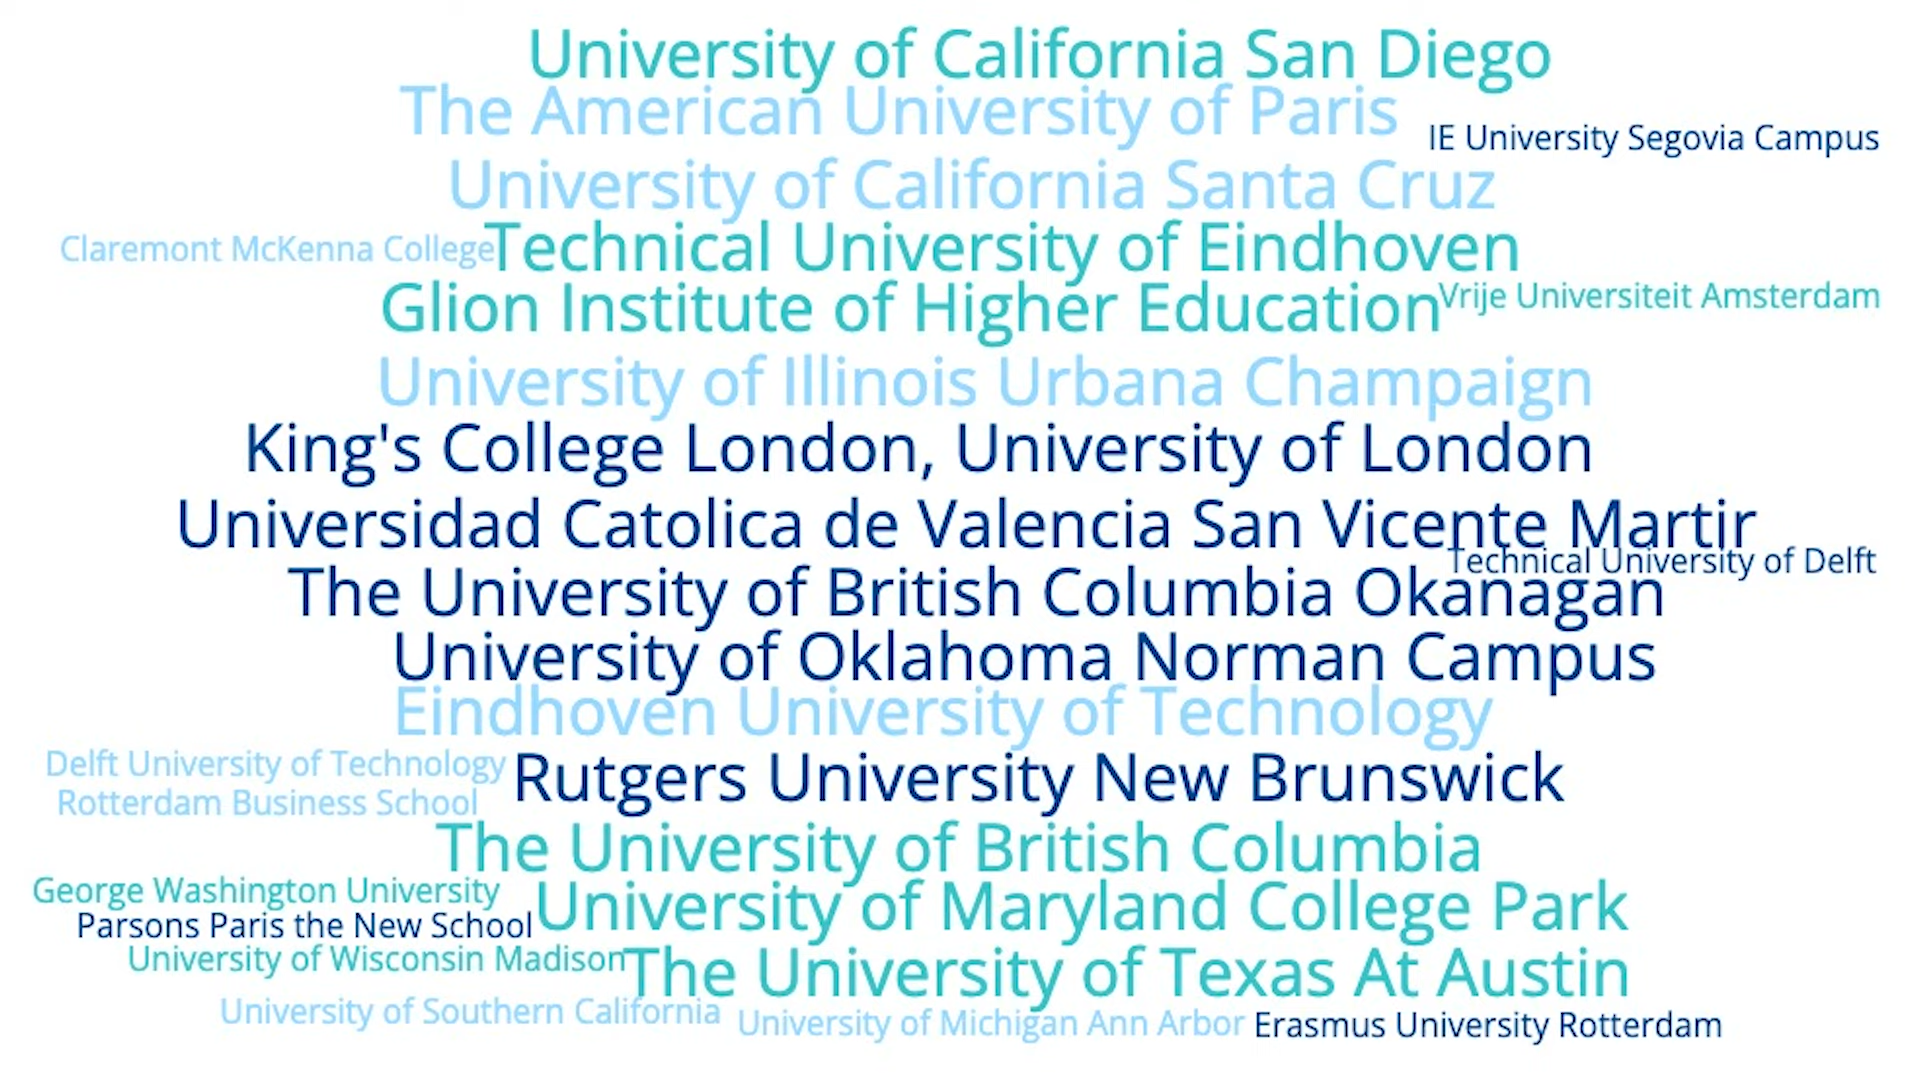 University of California San Diego
The American University of Paris
IE University Segovia Campus
University of California Santa Cruz
Claremont McKenna College
Technical University of Eindhoven
Vrije Universiteit Amsterdam
Glion Institute of Higher Education
University of Illinois Urbana Champaign
King's College London, University of London
Universidad Catolica de Valencia San Vicente Martir
Technical University of Delft
The University of British Columbia Okanagan
University of Oklahoma Norman Campus
Eindhoven University of Technology
Delft University of Technology
Rutgers University New Brunswick
Rotterdam Business School
The University of British Columbia
George Washington University
University of Maryland College Park
Parsons Paris the New School
University of Wisconsin Madison
The University of Texas At Austin
University of Southern California
University of Michigan Ann Arbor
Erasmus University Rotterdam